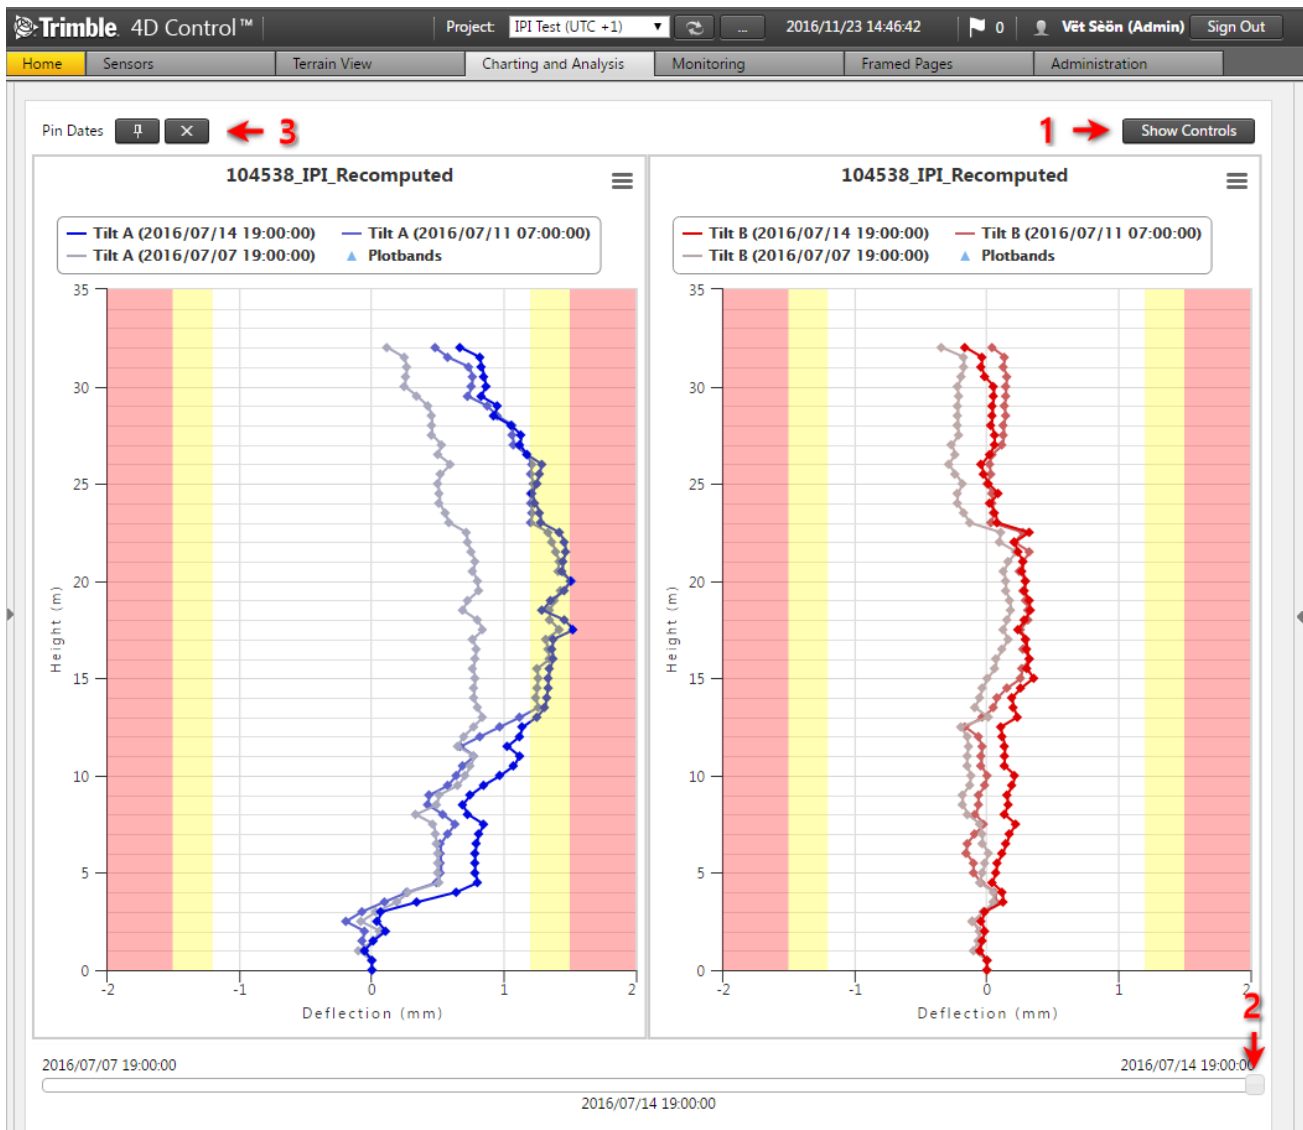 Trimble. 4D Control™ Project: IPI Test (UTC +1) ... 2016/11/23 14:46:42 0 Vët Sèön (Admin) Sign Out
Home Sensors Terrain View Charting and Analysis Monitoring Framed Pages Administration
Pin Dates 3 1 Show Controls
104538_IPI_Recomputed
Tilt A (2016/07/14 19:00:00) Tilt A (2016/07/11 07:00:00)
Tilt A (2016/07/07 19:00:00) Plotbands
35
30
25
20
15
10
5
0
Height (m)
-2 -1 0 1 2
Deflection (mm)
104538_IPI_Recomputed
Tilt B (2016/07/14 19:00:00) Tilt B (2016/07/11 07:00:00)
Tilt B (2016/07/07 19:00:00) Plotbands
35
30
25
20
15
10
5
0
Height (m)
-2 -1 0 1 2
Deflection (mm)
2
2016/07/07 19:00:00 2016/07/14 19:00:00
2016/07/14 19:00:00